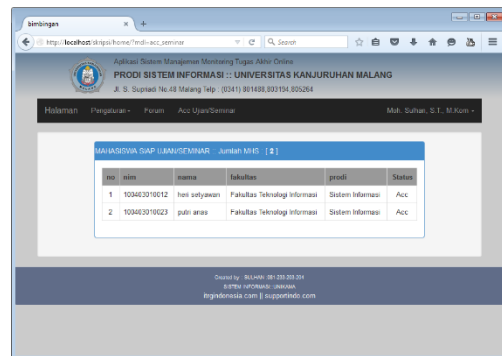 bimbingan
http://localhost/skripsi/home/?mdl=acc_seminar
Search
Aplikasi Sistem Manajemen Monitoring Tugas Akhir Online
PRODI SISTEM INFORMASI :: UNIVERSITAS KANJURUHAN MALANG
Jl. S. Supriadi No.48 Malang Telp : (0341) 801488,803194,805264
Halaman Pengaturan Forum Acc Ujian/Seminar Moh. Sulhan, S.T., M.Kom
MAHASISWA SIAP UJIAN/SEMINAR :: Jumlah MHS : [ 2 ]
no nim nama fakultas prodi Status
1 100403010012 heri setyawan Fakultas Teknologi Informasi Sistem Informasi Acc
2 100403010023 putri anas Fakultas Teknologi Informasi Sistem Informasi Acc
Created by : SULHAN
SISTEM INFORMASI UNIKAMA
itrgindonesia.com || supportindo.com